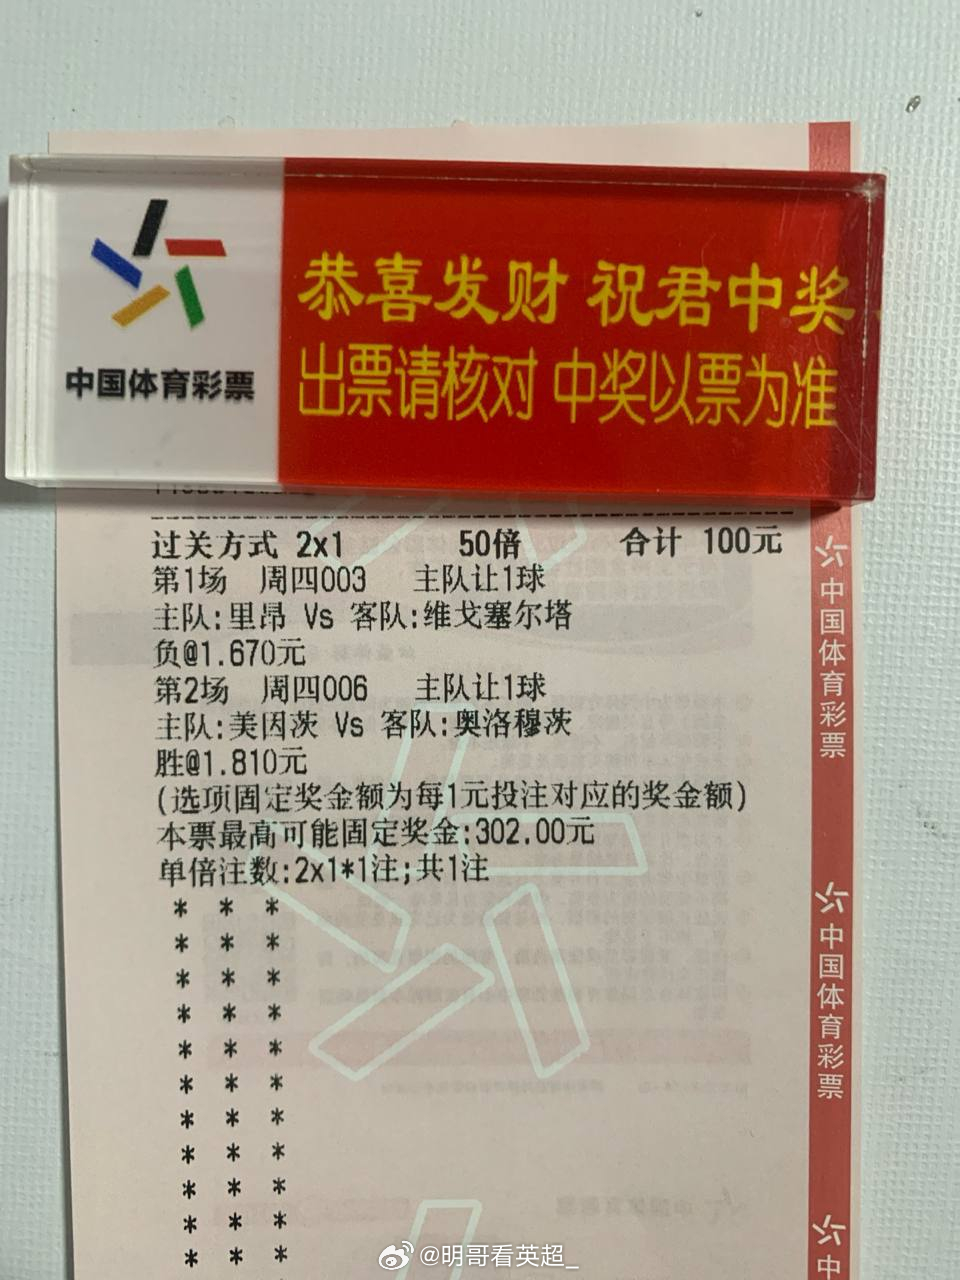 恭喜发财 祝君中奖
出票请核对 中奖以票为准
中国体育彩票
过关方式 2x1 50倍 合计 100元
第1场 周四003 主队让1球
主队:里昂 Vs 客队:维戈塞尔塔
负@1.670元
第2场 周四006 主队让1球
主队:美因茨 Vs 客队:奥洛穆茨
胜@1.810元
(选项固定奖金额为每1元投注对应的奖金额)
本票最高可能固定奖金:302.00元
单倍注数:2x1*1注;共1注
* * *
* * *
* * *
* * *
* * *
* * *
* * *
* * *
* * *
* * *
* * *
中国体育彩票
中国体育彩票
中
@明哥看英超_